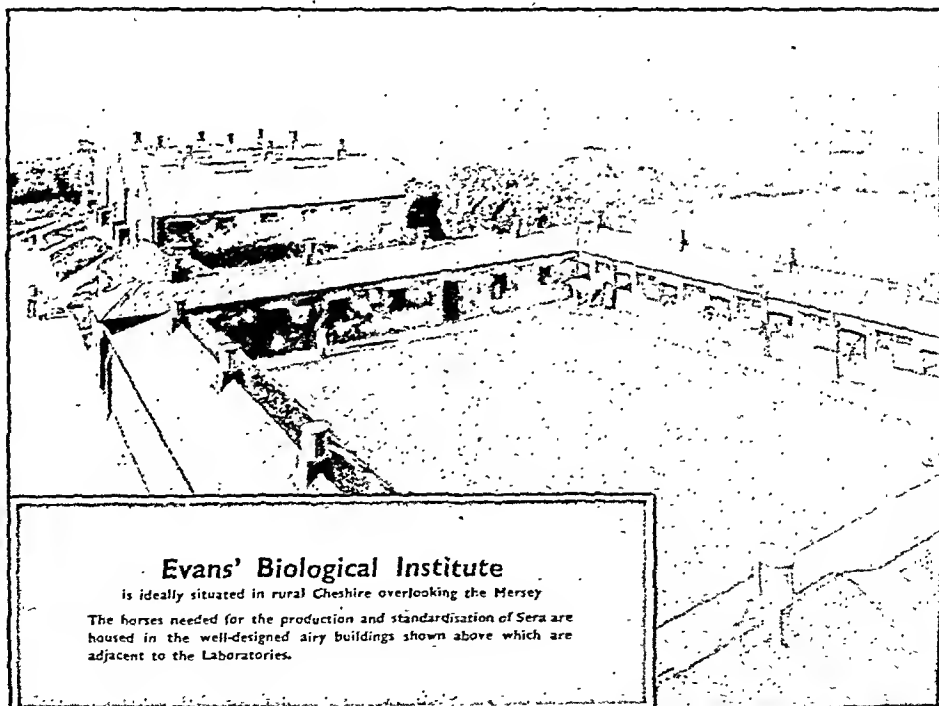 Evans' Biological Institute
is ideally situated in rural Cheshire overlooking the Mersey
The horses needed for the production and standardisation of Sera are
housed in the well-designed airy buildings shown above which are
adjacent to the Laboratories.